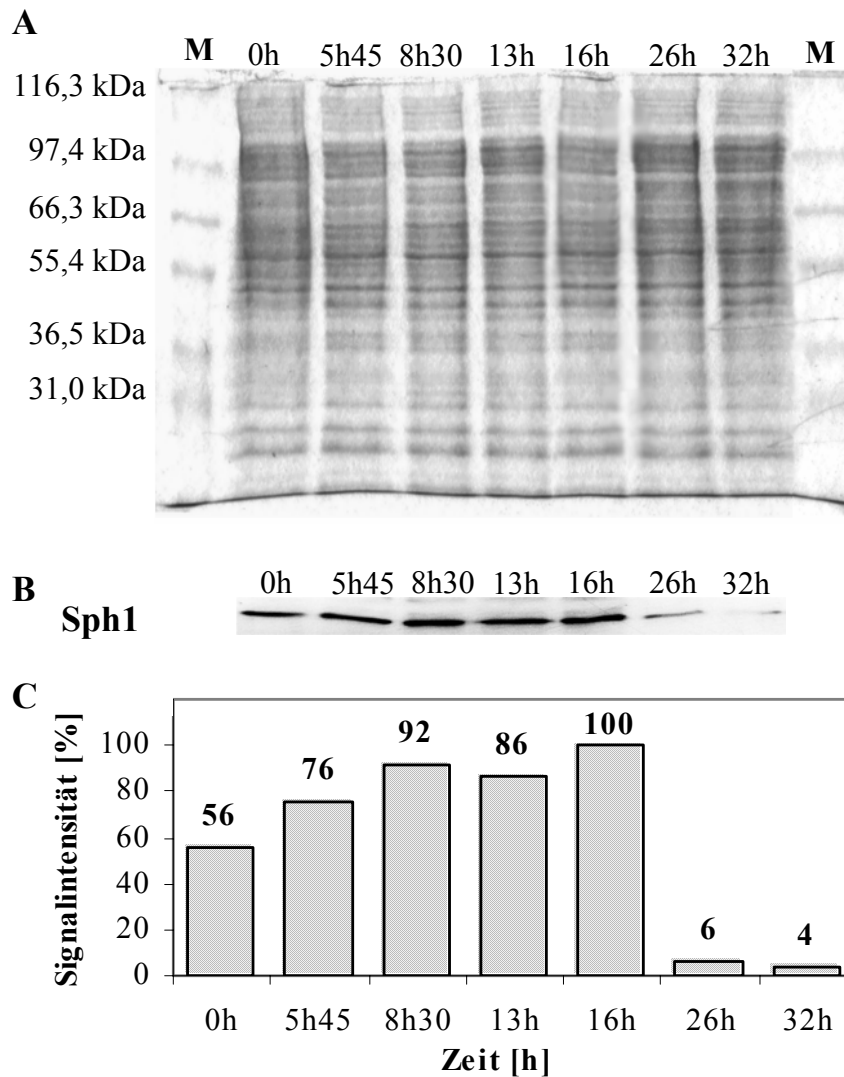 A
M 0h 5h45 8h30 13h 16h 26h 32h M
116,3 kDa
97,4 kDa
66,3 kDa
55,4 kDa
36,5 kDa
31,0 kDa
B
0h 5h45 8h30 13h 16h 26h 32h
Sph1
C
Signalintensität [%]
100
80
60
40
20
0
56
76
92
86
100
6
4
0h 5h45 8h30 13h 16h 26h 32h
Zeit [h]